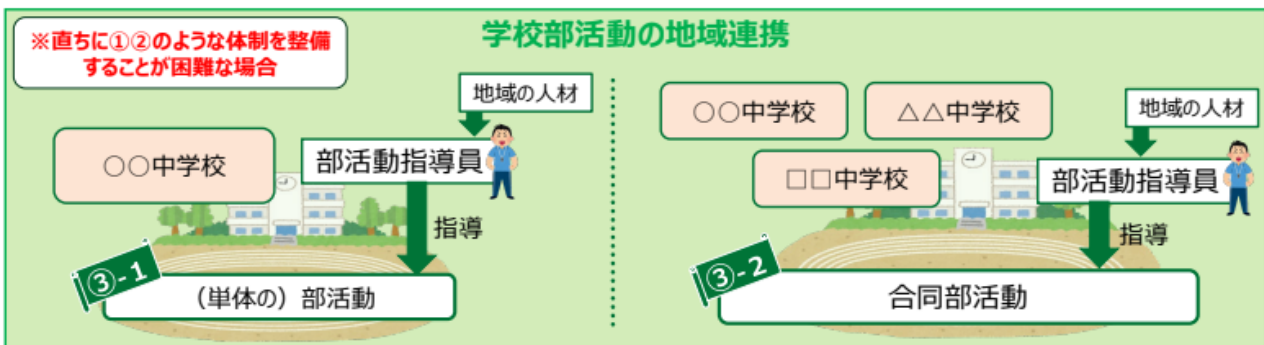 学校部活動の地域連携
※直ちに①②のような体制を整備
することが困難な場合
地域の人材
○○中学校
部活動指導員
指導
③-1
（単体の）部活動
○○中学校
△△中学校
地域の人材
□□中学校
部活動指導員
指導
③-2
合同部活動